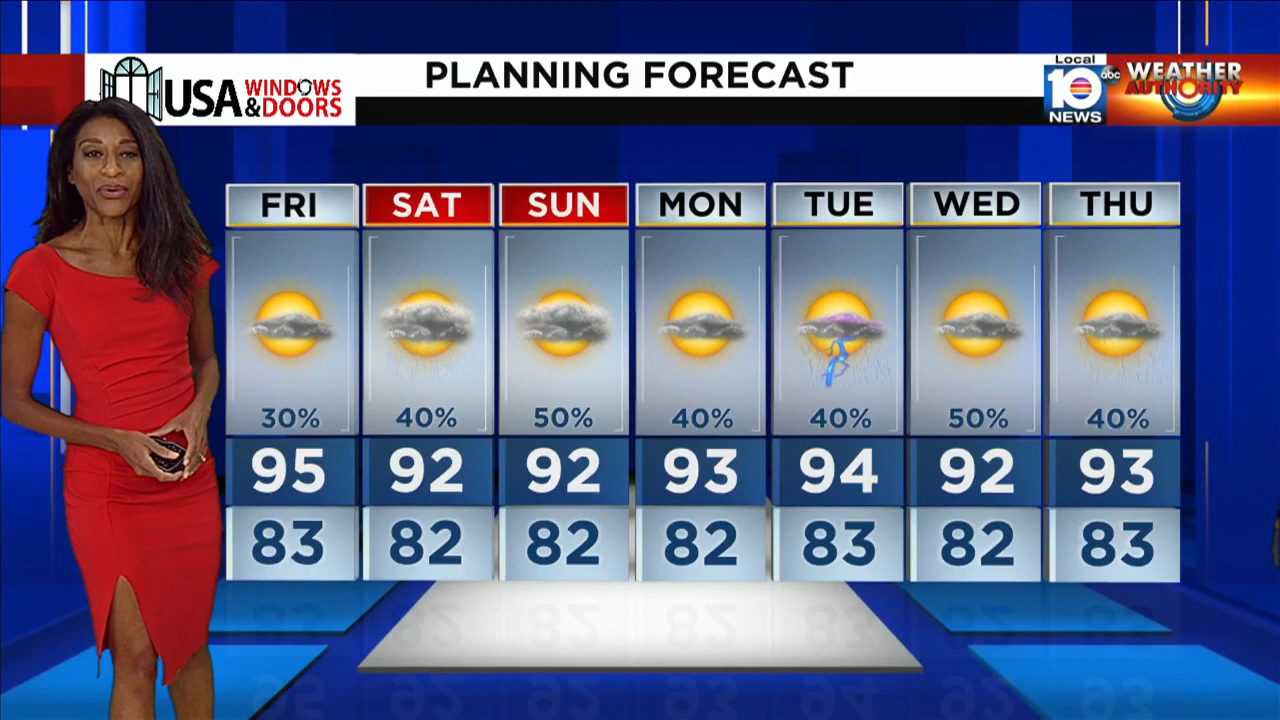 USA WINDOWS & DOORS
PLANNING FORECAST
Local 10 NEWS abc WEATHER AUTHORITY
FRI SAT SUN MON TUE WED THU
30% 40% 50% 40% 40% 50% 40%
95 92 92 93 94 92 93
83 82 82 82 83 82 83